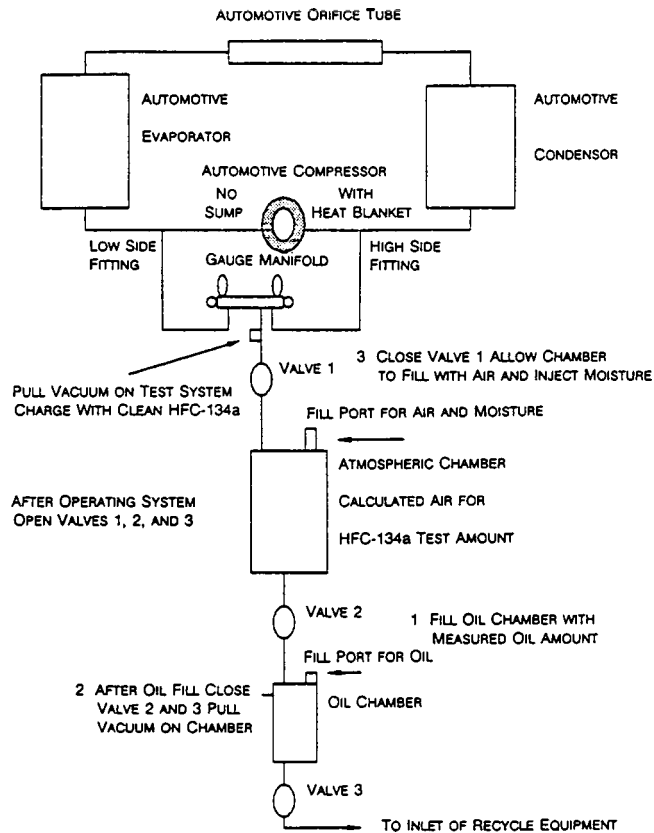 AUTOMOTIVE ORIFICE TUBE
AUTOMOTIVE
EVAPORATOR
AUTOMOTIVE
CONDENSOR
AUTOMOTIVE COMPRESSOR
NO
SUMP
WITH
HEAT BLANKET
LOW SIDE
FITTING
HIGH SIDE
FITTING
GAUGE MANIFOLD
VALVE 1
3 CLOSE VALVE 1 ALLOW CHAMBER
TO FILL WITH AIR AND INJECT MOISTURE
PULL VACUUM ON TEST SYSTEM
CHARGE WITH CLEAN HFC-134a
FILL PORT FOR AIR AND MOISTURE
ATMOSPHERIC CHAMBER
CALCULATED AIR FOR
HFC-134a TEST AMOUNT
AFTER OPERATING SYSTEM
OPEN VALVES 1, 2, AND 3
VALVE 2
1 FILL OIL CHAMBER WITH
MEASURED OIL AMOUNT
FILL PORT FOR OIL
2 AFTER OIL FILL CLOSE
VALVE 2 AND 3 PULL
VACUUM ON CHAMBER
OIL CHAMBER
VALVE 3
TO INLET OF RECYCLE EQUIPMENT